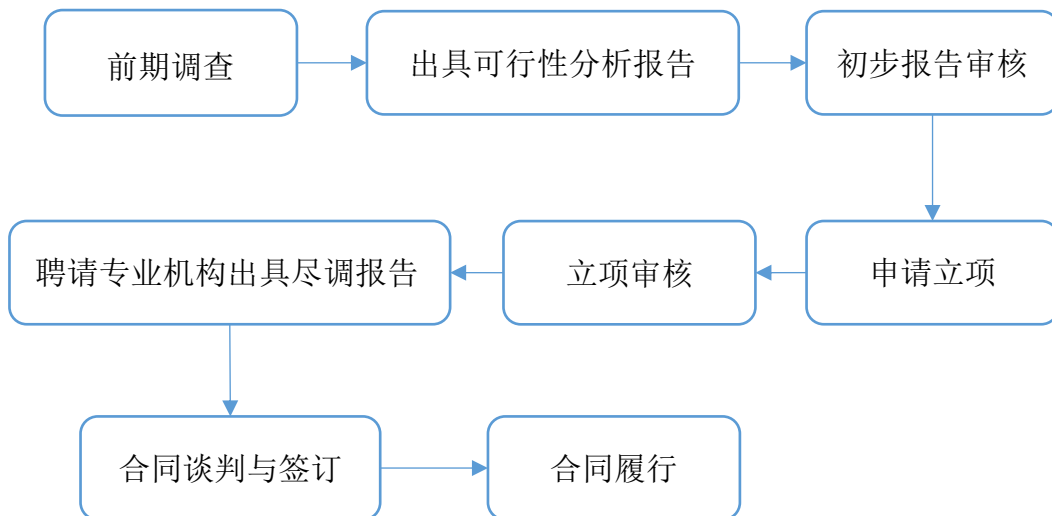 前期调查
出具可行性分析报告
初步报告审核
申请立项
立项审核
聘请专业机构出具尽调报告
合同谈判与签订
合同履行